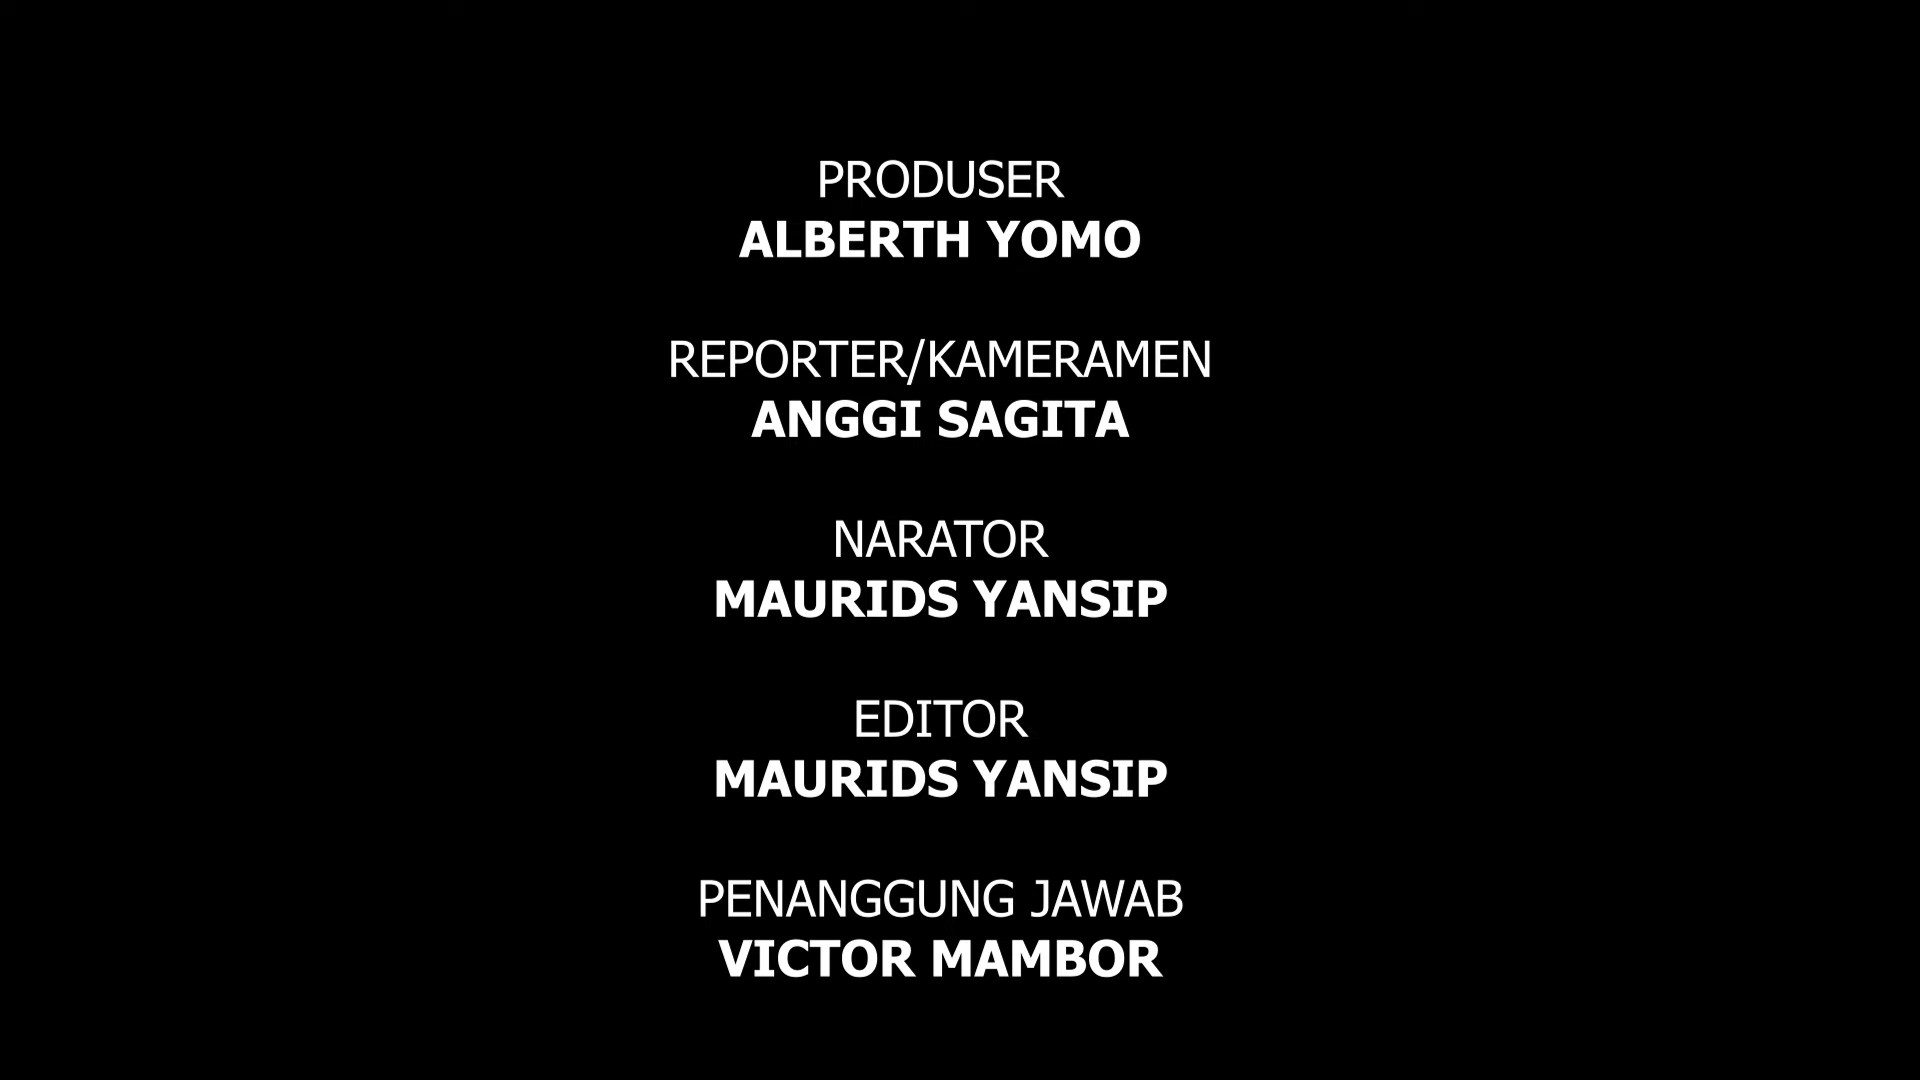 PRODUSER
ALBERTH YOMO
REPORTER/KAMERAMEN
ANGGI SAGITA
NARATOR
MAURIDS YANSIP
EDITOR
MAURIDS YANSIP
PENANGGUNG JAWAB
VICTOR MAMBOR